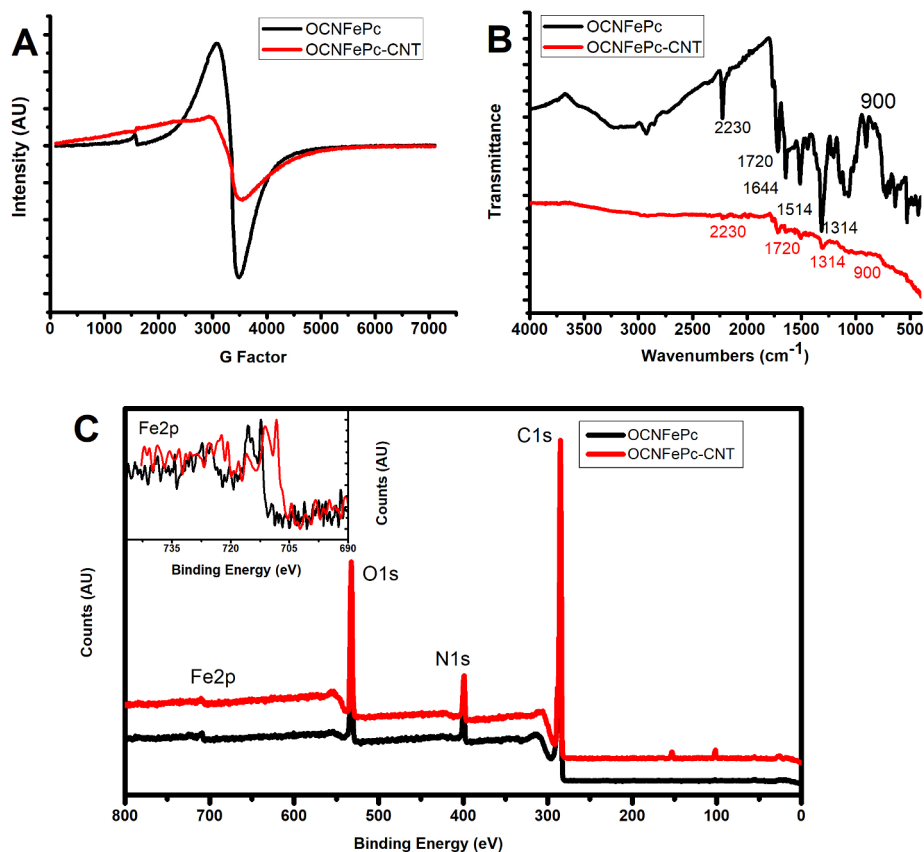 A
OCNFePc
OCNFePc-CNT
Intensity (AU)
0 1000 2000 3000 4000 5000 6000 7000
G Factor
B
OCNFePc
OCNFePc-CNT
Transmittance
2230
1720
1644
1514
1314
900
2230
1720
1314
900
4000 3500 3000 2500 2000 1500 1000 500
Wavenumbers (cm-1)
C
OCNFePc
OCNFePc-CNT
Fe2p
Counts (AU)
735 720 705 690
Binding Energy (eV)
Counts (AU)
C1s
O1s
N1s
Fe2p
800 700 600 500 400 300 200 100 0
Binding Energy (eV)